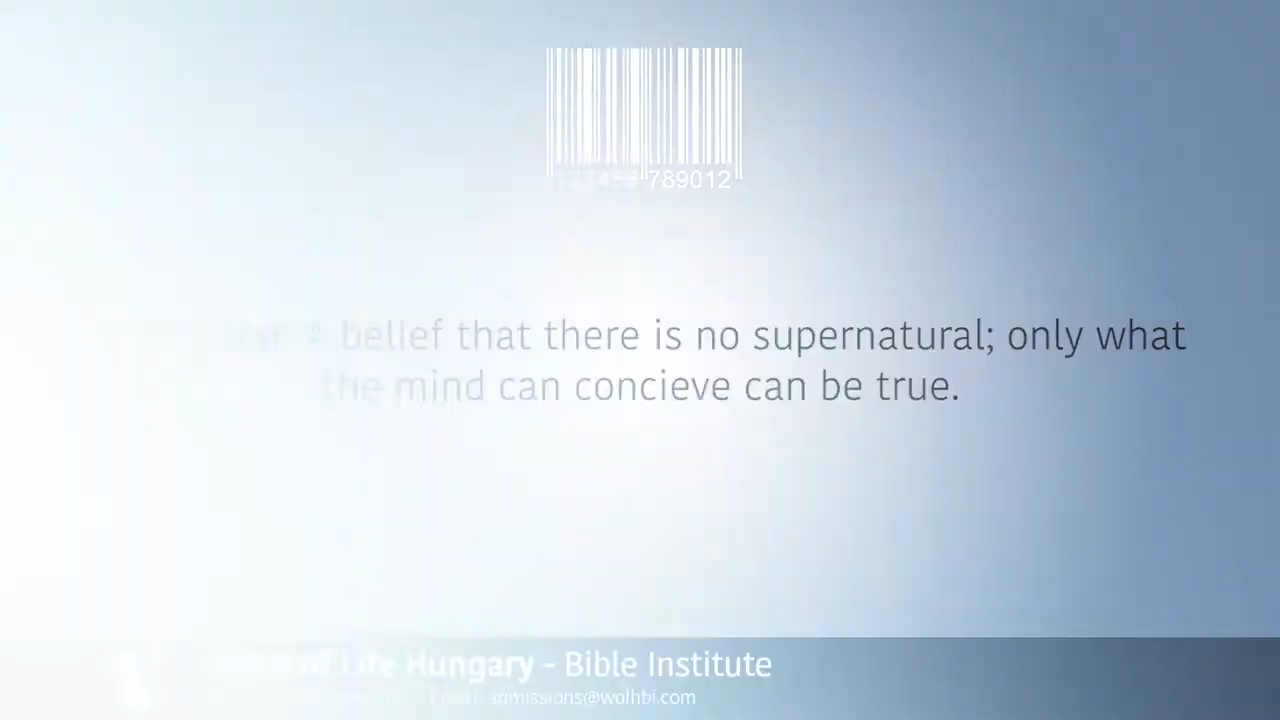 789012
A belief that there is no supernatural; only what
the mind can concieve can be true.
of Life Hungary - Bible Institute
admissions@wolhbi.com